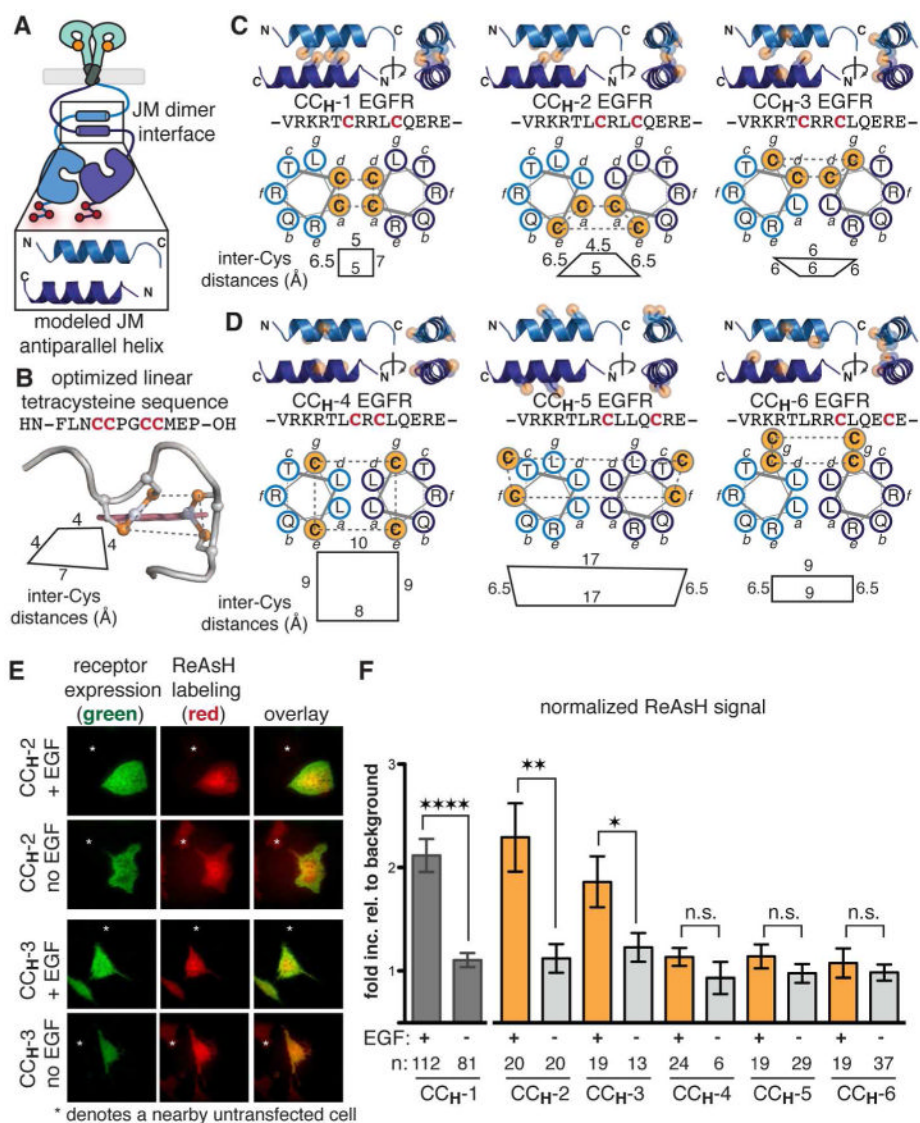 A
JM dimer
interface
N
C
C
N
modeled JM
antiparallel helix
B
optimized linear
tetracysteine sequence
HN–FLNCCPGCCMEP–OH
4
4
4
7
inter-Cys
distances (Å)
C
N
C
C
N
CCH-1 EGFR
–VRKRTCRRLCQERE–
c g d d g c
T L C C L T
f R R f
Q R C C R Q
b e a a e b
inter-Cys
distances (Å)
5
6.5
7
5
N
C
C
N
CCH-2 EGFR
–VRKRTLCRLCQERE–
c g d d g c
T L L L L T
f R R f
Q C C C C Q
b e a a e b
4.5
6.5
6.5
5
N
C
C
N
CCH-3 EGFR
–VRKRTCRRCLQERE–
c g d d g c
T C C C C T
f R R f
Q R L L R Q
b e a a e b
6
6
6
6
D
N
C
C
N
CCH-4 EGFR
–VRKRTLCRCLQERE–
c g d d g c
T C L L C T
f R R f
Q C L L C Q
b e a a e b
inter-Cys
distances (Å)
10
9
9
8
C
N
CCH-5 EGFR
–VRKRTLRCLLQCRE–
c g d d g c
C T L L L L T C
f C C f
Q R L L R Q
b e a a e b
17
6.5
6.5
17
N
C
C
N
CCH-6 EGFR
–VRKRTLRRCLQECE–
c g d d g c
T C C L L C C T
f R R f
Q R L L R Q
b e a a e b
9
6.5
6.5
9
E
receptor
expression
(green)
ReAsH
labeling
(red)
overlay
CCH-2
+ EGF
* * *
CCH-2
no EGF
* * *
CCH-3
+ EGF
* * *
CCH-3
no EGF
* * *
* denotes a nearby untransfected cell
F
normalized ReAsH signal
fold inc. rel. to background
3
2
1
****
**
*
n.s.
n.s.
n.s.
EGF: + - + - + - + - + - + -
n: 112 81 20 20 19 13 24 6 19 29 19 37
CCH-1 CCH-2 CCH-3 CCH-4 CCH-5 CCH-6